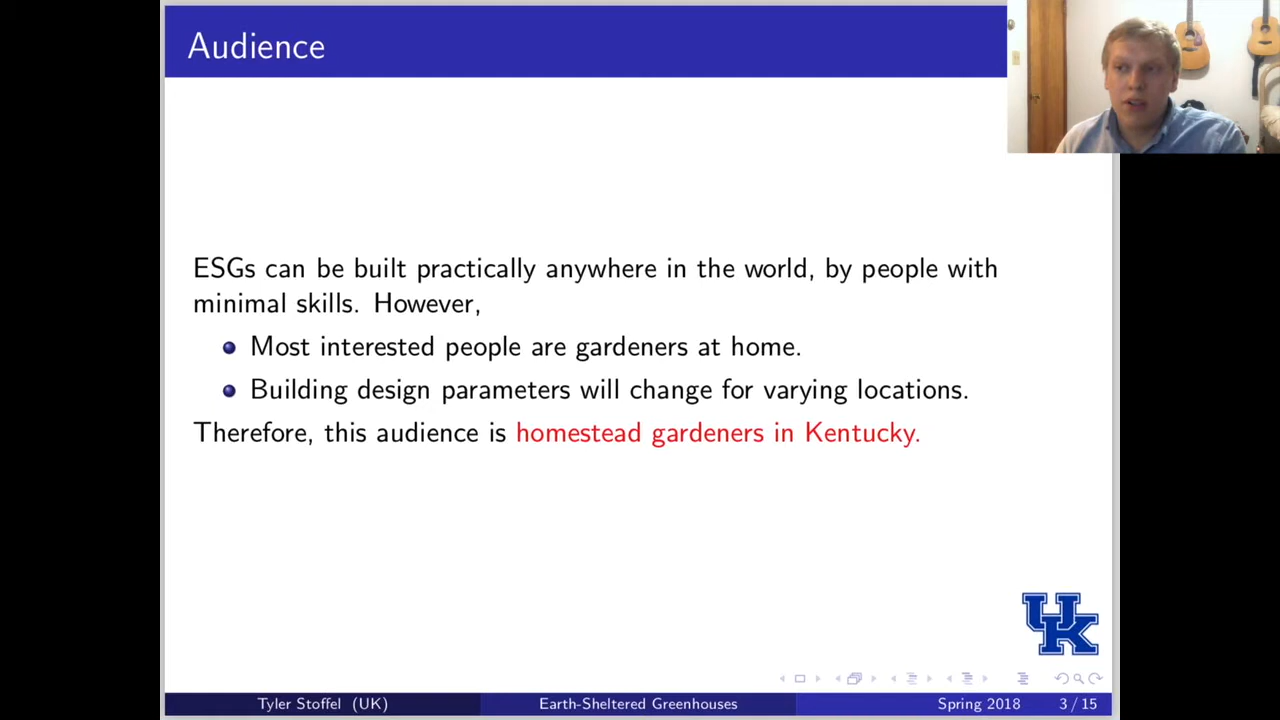 Audience
ESGs can be built practically anywhere in the world, by people with
minimal skills. However,
Most interested people are gardeners at home.
Building design parameters will change for varying locations.
Therefore, this audience is homestead gardeners in Kentucky.
UK
Tyler Stoffel (UK) Earth-Sheltered Greenhouses Spring 2018 3 / 15